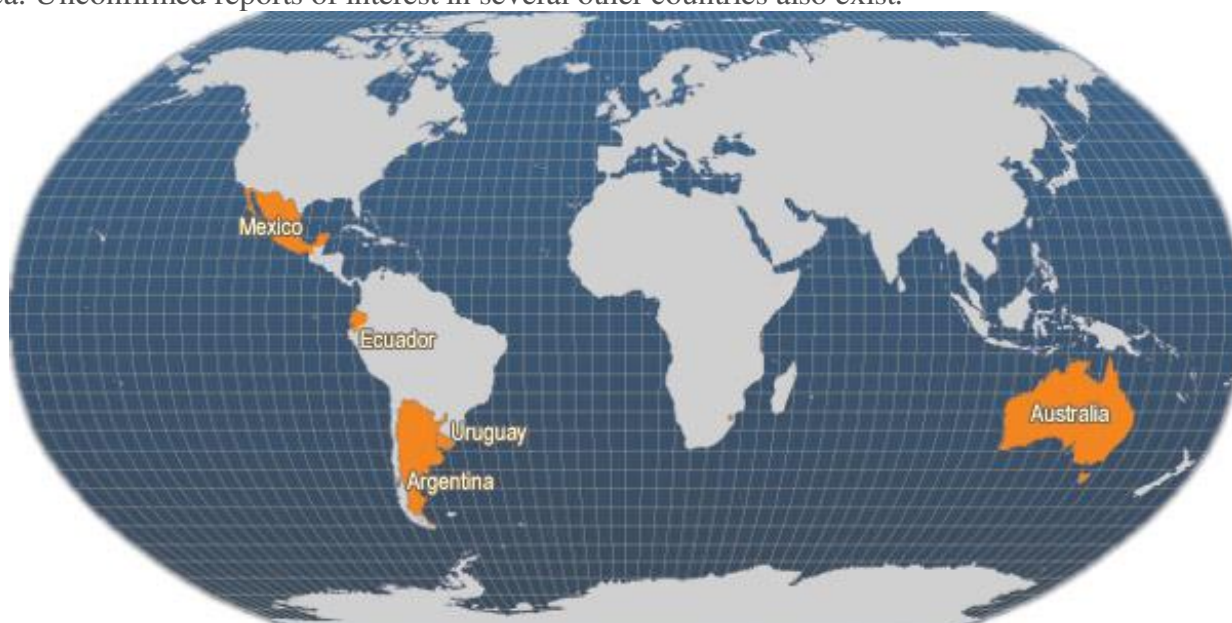 Unconfirmed reports of interest in several other countries also exist.
Mexico
Ecuador
Uruguay
Argentina
Australia